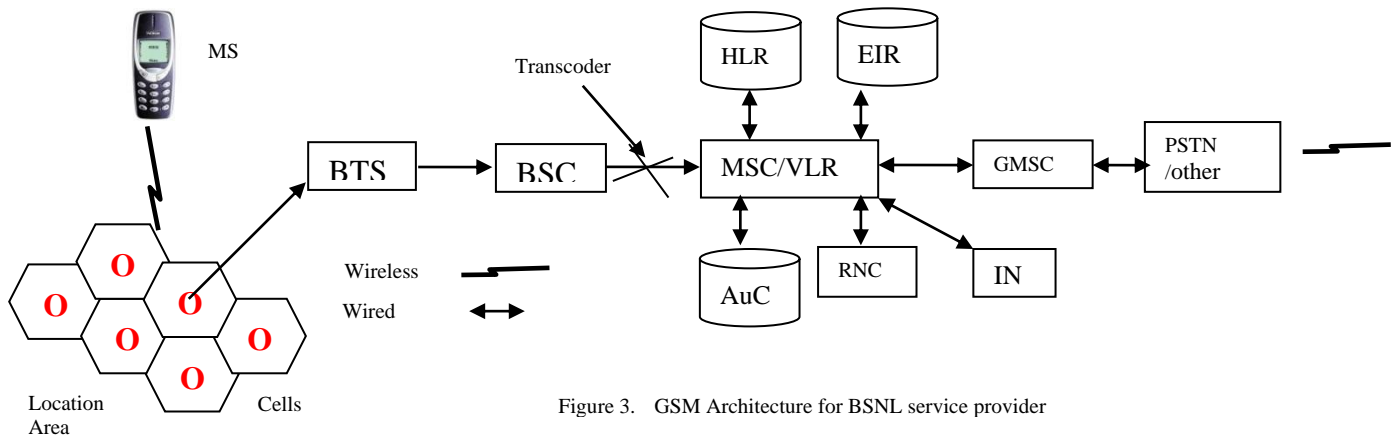 MS
Transcoder
HLR
EIR
BTS
BSC
MSC/VLR
GMSC
PSTN
/other
AuC
RNC
IN
O
O
O
O
O
O
Wireless
Wired
Location
Area
Cells
Figure 3. GSM Architecture for BSNL service provider